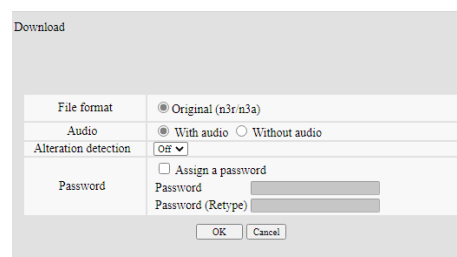 Download
File format Original (n3r/n3a)
Audio With audio Without audio
Alteration detection Off
Assign a password
Password Password
Password (Retype)
OK Cancel